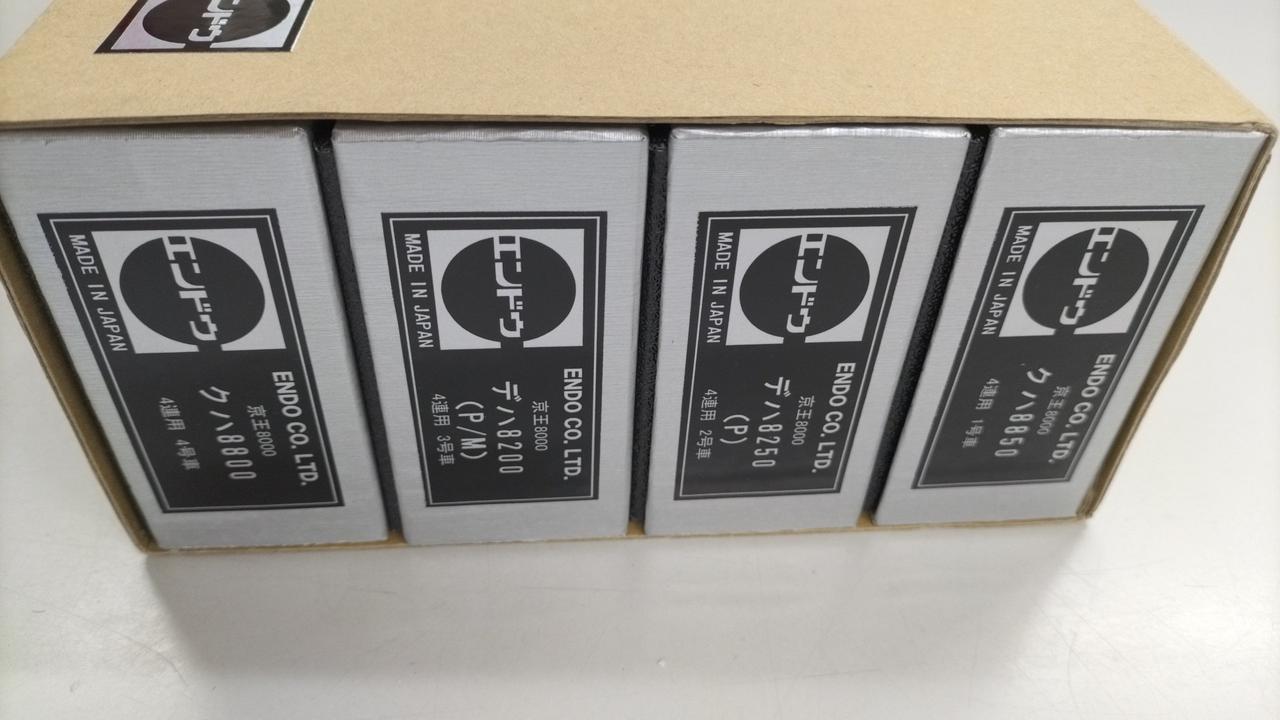 エンドウ
MADE IN JAPAN
ENDO CO. LTD.
京王8000
クハ8800
4連用 4号車
エンドウ
MADE IN JAPAN
ENDO CO. LTD.
京王8000
デハ8200
(P/M)
4連用 3号車
エンドウ
MADE IN JAPAN
ENDO CO. LTD.
京王8000
デハ8250
(P)
4連用 2号車
エンドウ
MADE IN JAPAN
ENDO CO. LTD.
京王8000
クハ8850
4連用 1号車